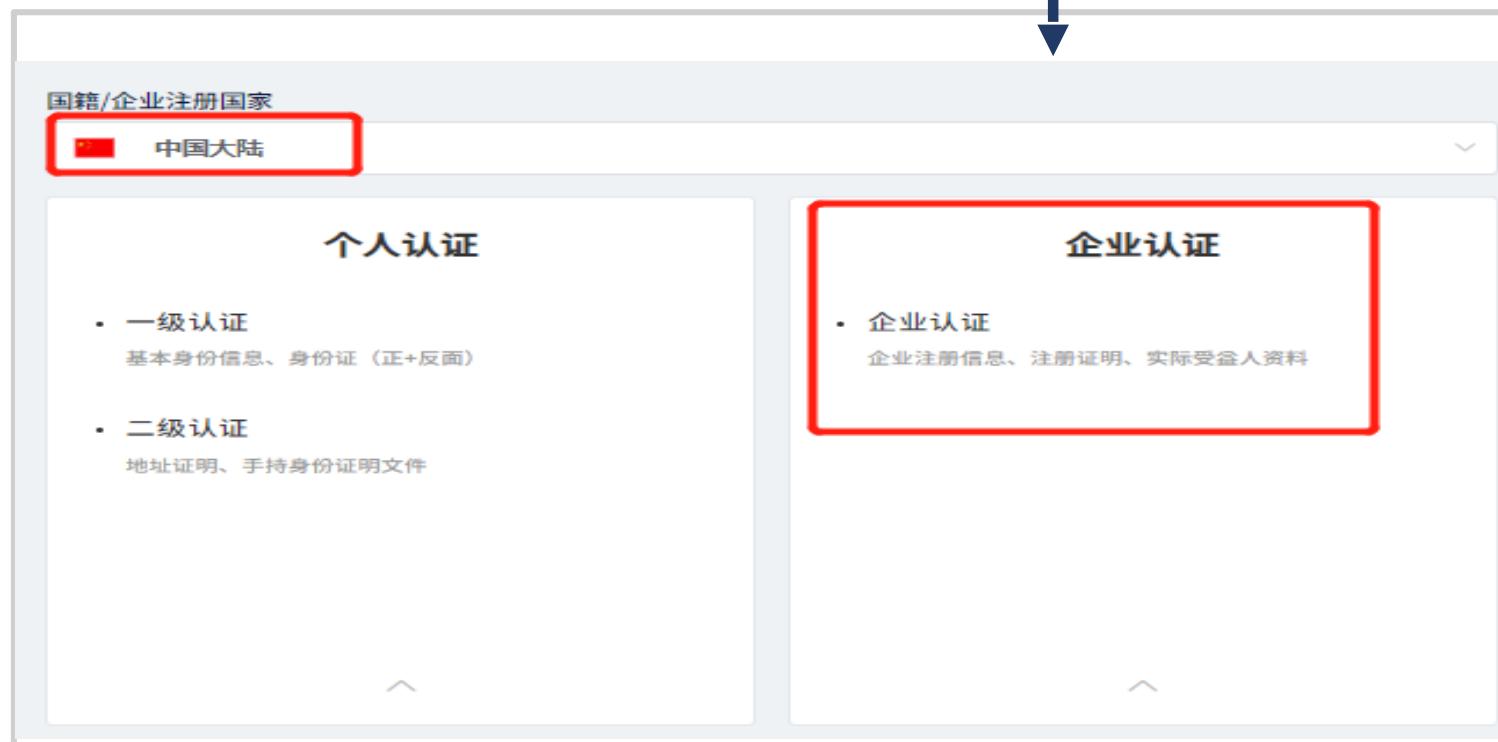 国籍/企业注册国家
中国大陆
个人认证
• 一级认证
基本身份信息、身份证（正+反面）
• 二级认证
地址证明、手持身份证明文件
企业认证
• 企业认证
企业注册信息、注册证明、实际受益人资料